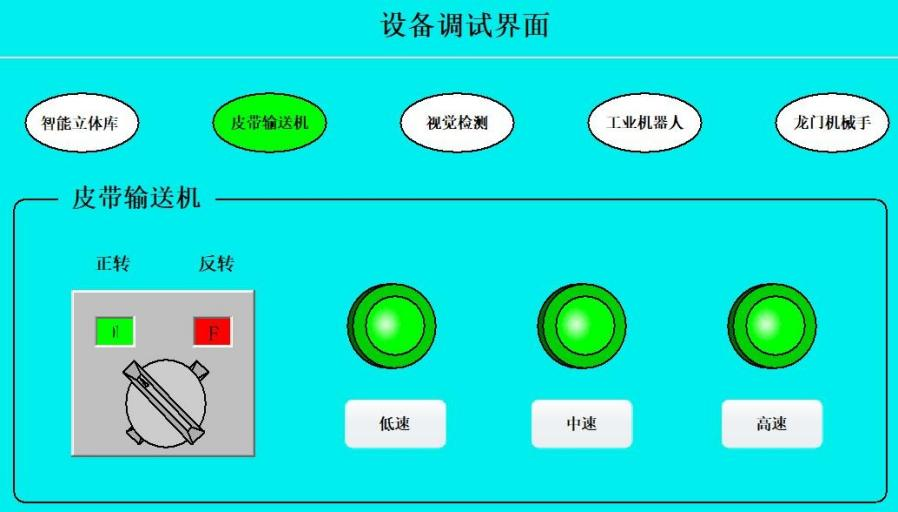 设备调试界面
智能立体库
皮带输送机
视觉检测
工业机器人
龙门机械手
皮带输送机
正转 反转
低速
中速
高速